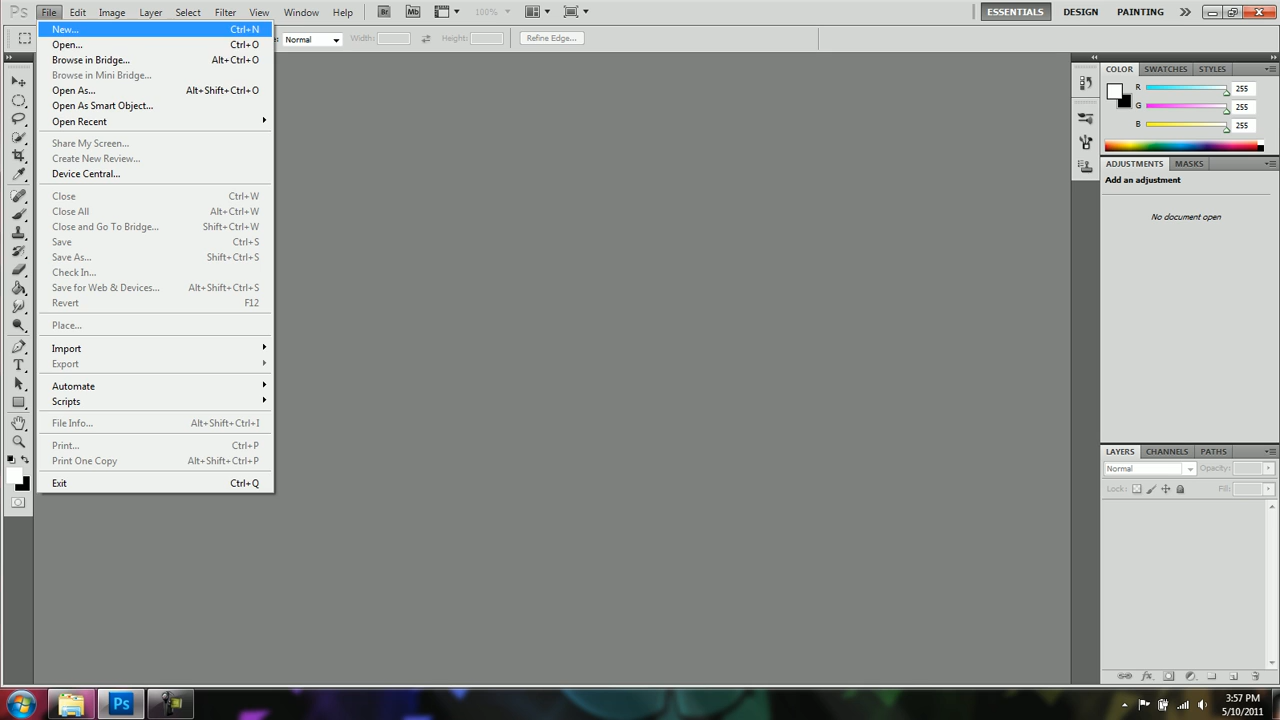 Ps File Edit Image Layer Select Filter View Window Help Br Mb 100% ESSENTIALS DESIGN PAINTING
Normal Width: Height: Refine Edge...
New... Ctrl+N
Open... Ctrl+O
Browse in Bridge... Alt+Ctrl+O
Browse in Mini Bridge...
Open As... Alt+Shift+Ctrl+O
Open As Smart Object...
Open Recent
Share My Screen...
Create New Review...
Device Central...
Close Ctrl+W
Close All Alt+Ctrl+W
Close and Go To Bridge... Shift+Ctrl+W
Save Ctrl+S
Save As... Shift+Ctrl+S
Check In...
Save for Web & Devices... Alt+Shift+Ctrl+S
Revert F12
Place...
Import
Export
Automate
Scripts
File Info... Alt+Shift+Ctrl+I
Print... Ctrl+P
Print One Copy Alt+Shift+Ctrl+P
Exit Ctrl+Q
T
COLOR SWATCHES STYLES
R 255
G 255
B 255
ADJUSTMENTS MASKS
Add an adjustment
No document open
LAYERS CHANNELS PATHS
Normal Opacity:
Lock: Fill:
fx
Ps
3:57 PM
5/10/2011